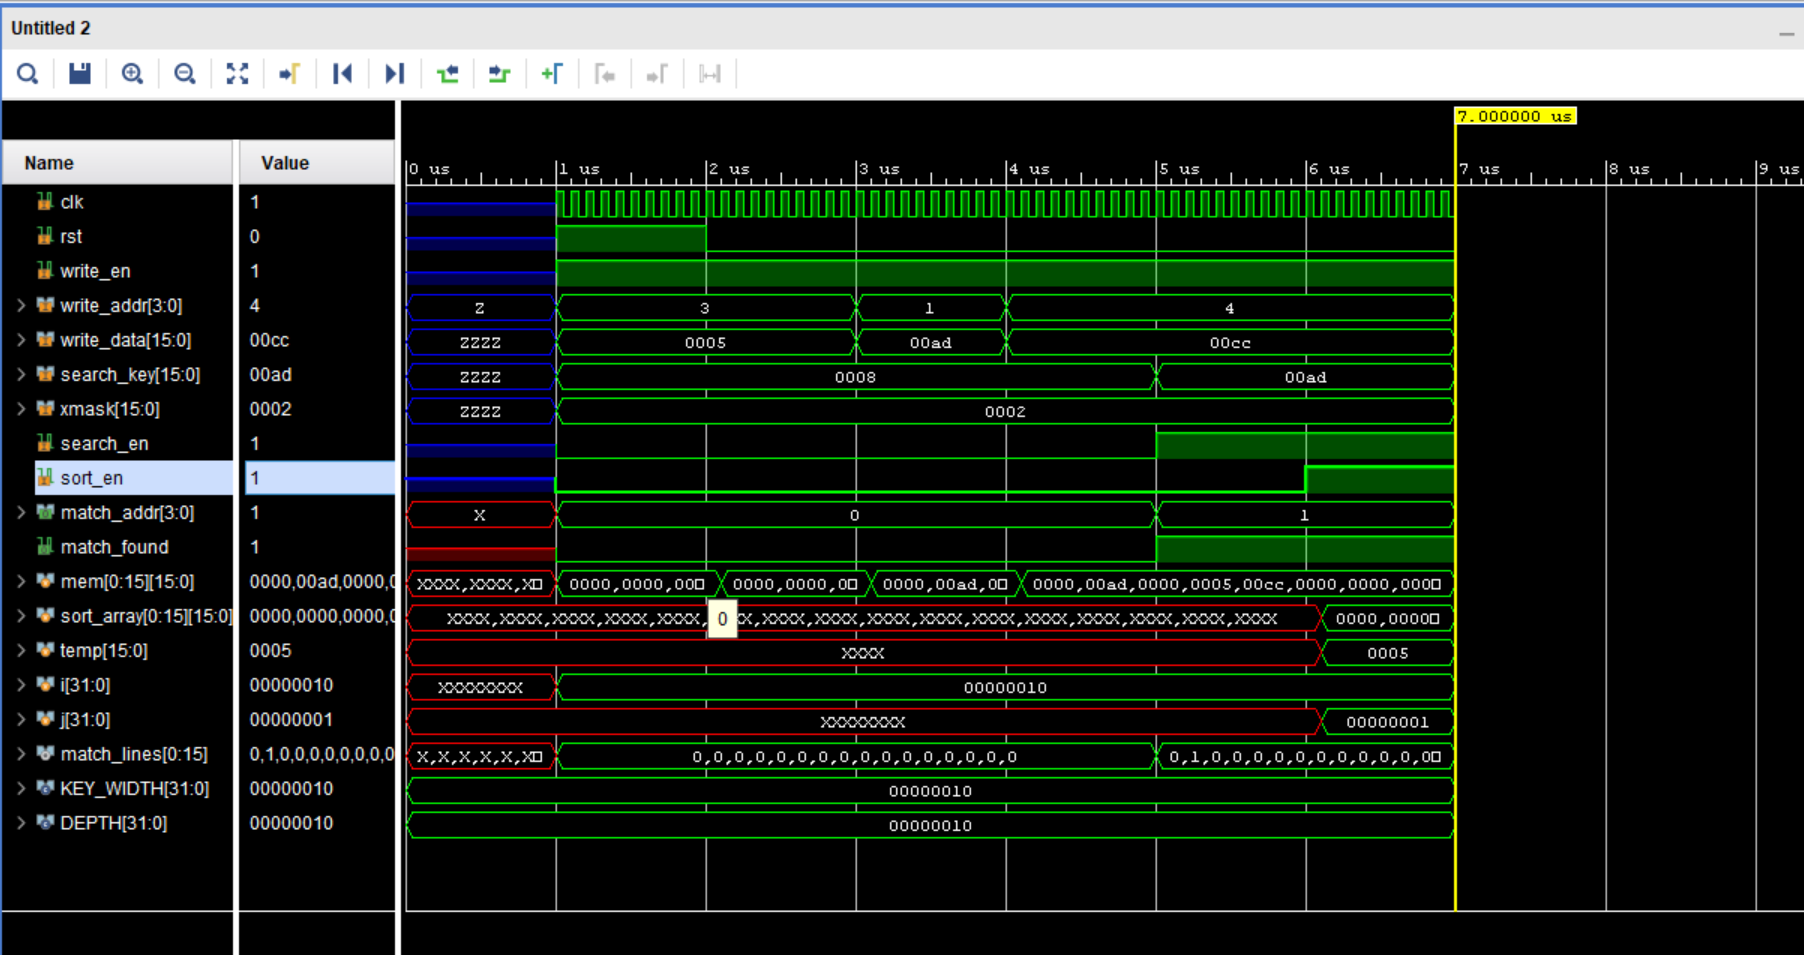 Untitled 2
7.000000 us
Name Value 0 us 1 us 2 us 3 us 4 us 5 us 6 us 7 us 8 us 9 us
clk 1
rst 0
write_en 1
write_addr[3:0] 4 Z 3 1 4
write_data[15:0] 00cc ZZZZ 0005 00ad 00cc
search_key[15:0] 00ad ZZZZ 0008 00ad
xmask[15:0] 0002 ZZZZ 0002
search_en 1
sort_en 1
match_addr[3:0] 1 X 0 1
match_found 1
mem[0:15][15:0] 0000,00ad,0000,0 XXXX,XXXX,X 0000,0000,00 0000,0000,0 0000,00ad,0 0000,00ad,0000,0005,00cc,0000,0000,000
sort_array[0:15][15:0] 0000,0000,0000,0 XXXX,XXXX,XXXX,XXXX,XXXX, 0 XX,XXXX,XXXX,XXXX,XXXX,XXXX,XXXX,XXXX,XXXX,XXXX,XXXX 0000,0000
temp[15:0] 0005 XXXX 0005
i[31:0] 00000010 XXXXXXXX 00000010
j[31:0] 00000001 XXXXXXXX 00000001
match_lines[0:15] 0,1,0,0,0,0,0,0,0,0 X,X,X,X,X,X 0,0,0,0,0,0,0,0,0,0,0,0,0,0,0,0 0,1,0,0,0,0,0,0,0,0,0,0,0
KEY_WIDTH[31:0] 00000010 00000010
DEPTH[31:0] 00000010 00000010